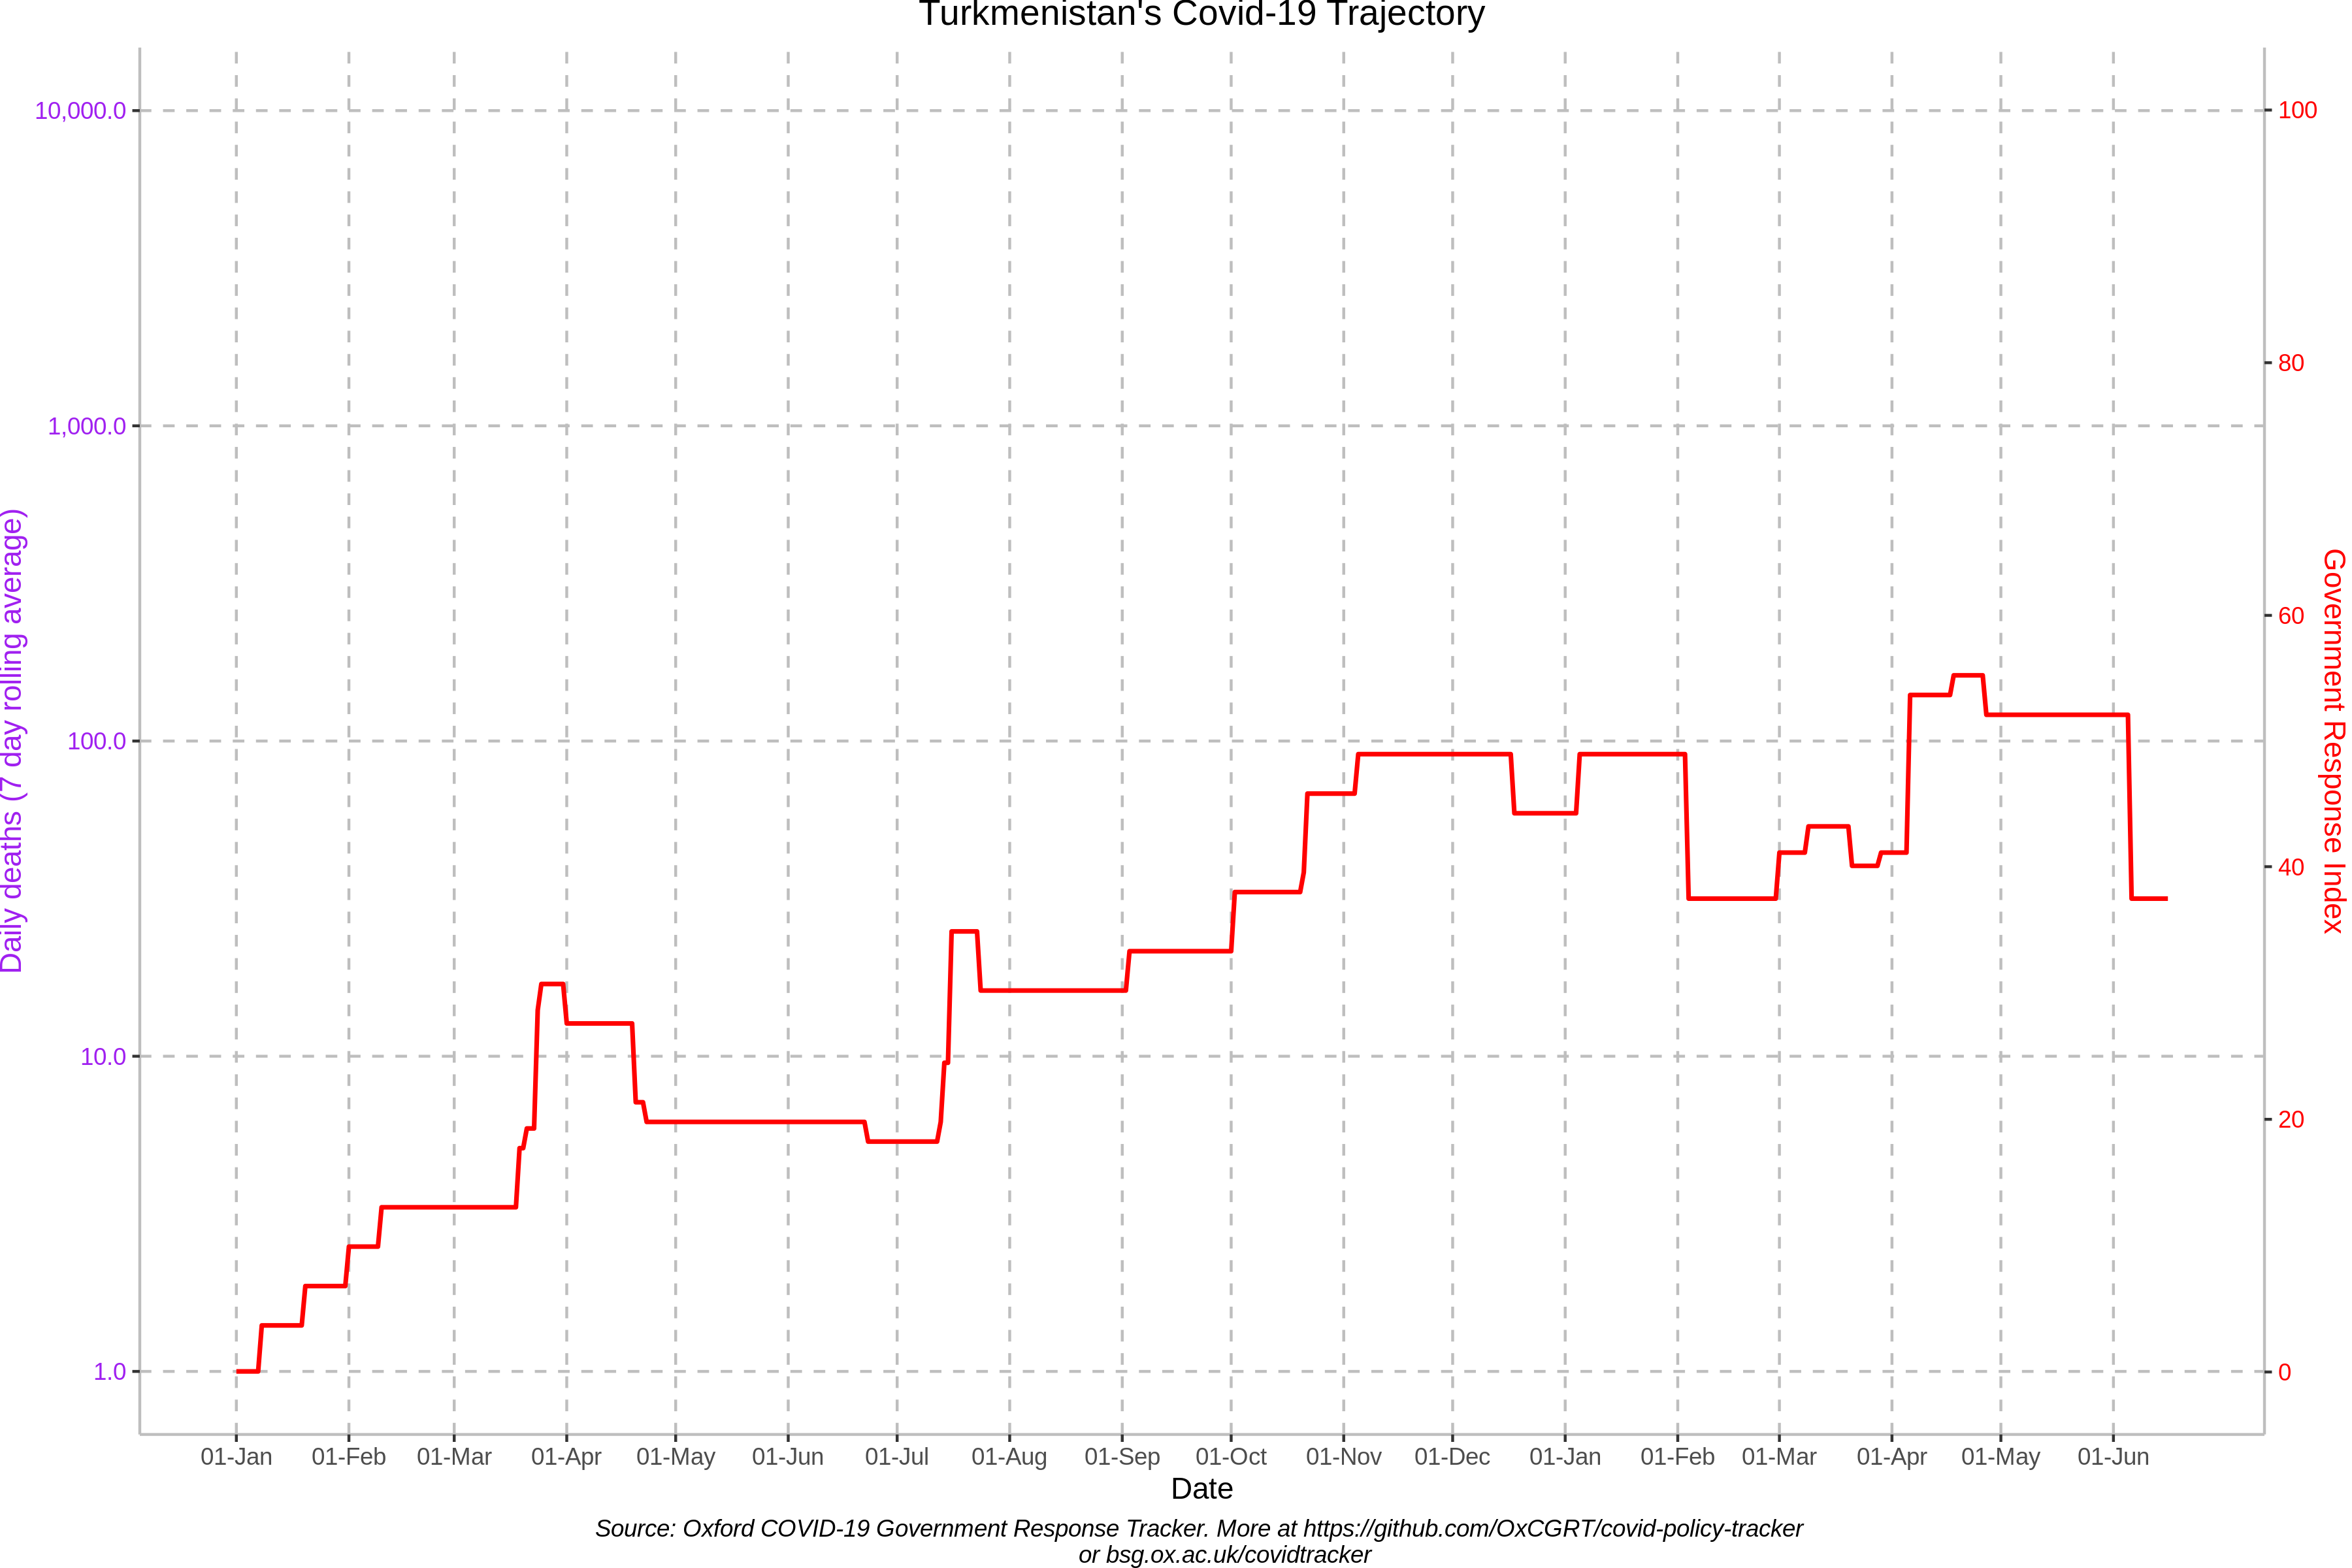 Turkmenistan's Covid-19 Trajectory
10,000.0
1,000.0
100.0
10.0
1.0
Daily deaths (7 day rolling average)
100
80
60
40
20
0
Government Response Index
01-Jan 01-Feb 01-Mar 01-Apr 01-May 01-Jun 01-Jul 01-Aug 01-Sep 01-Oct 01-Nov 01-Dec 01-Jan 01-Feb 01-Mar 01-Apr 01-May 01-Jun
Date
Source: Oxford COVID-19 Government Response Tracker. More at https://github.com/OxCGRT/covid-policy-tracker
or bsg.ox.ac.uk/covidtracker